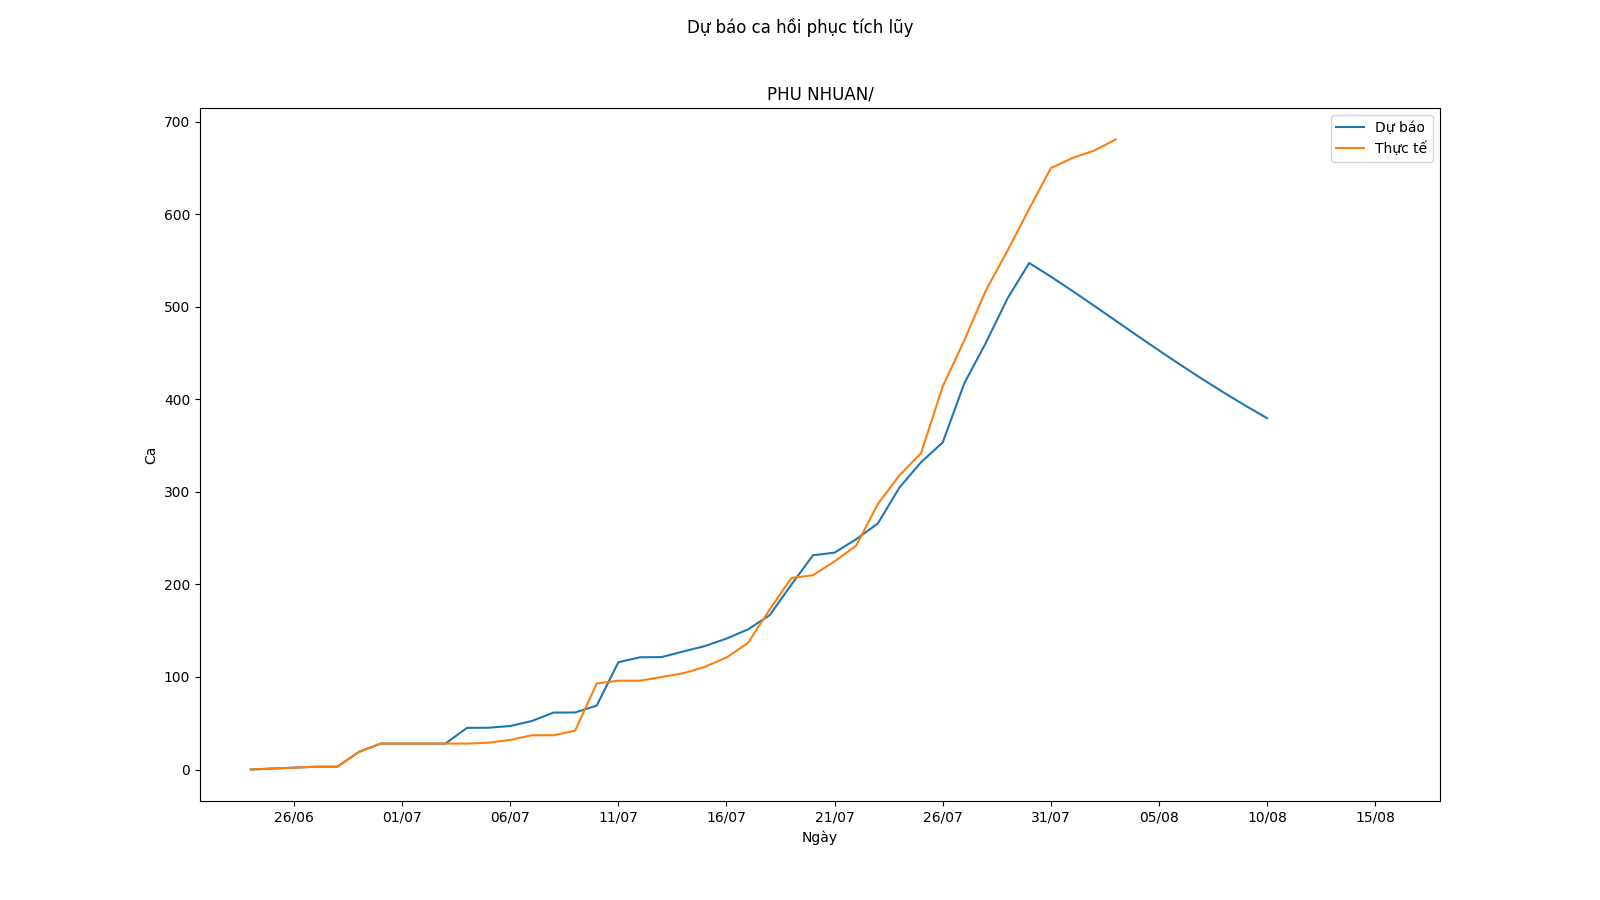 Dự báo ca hồi phục tích lũy
PHU NHUAN/
Dự báo
Thực tế
700
600
500
400
300
200
100
0
Ca
26/06 01/07 06/07 11/07 16/07 21/07 26/07 31/07 05/08 10/08 15/08
Ngày